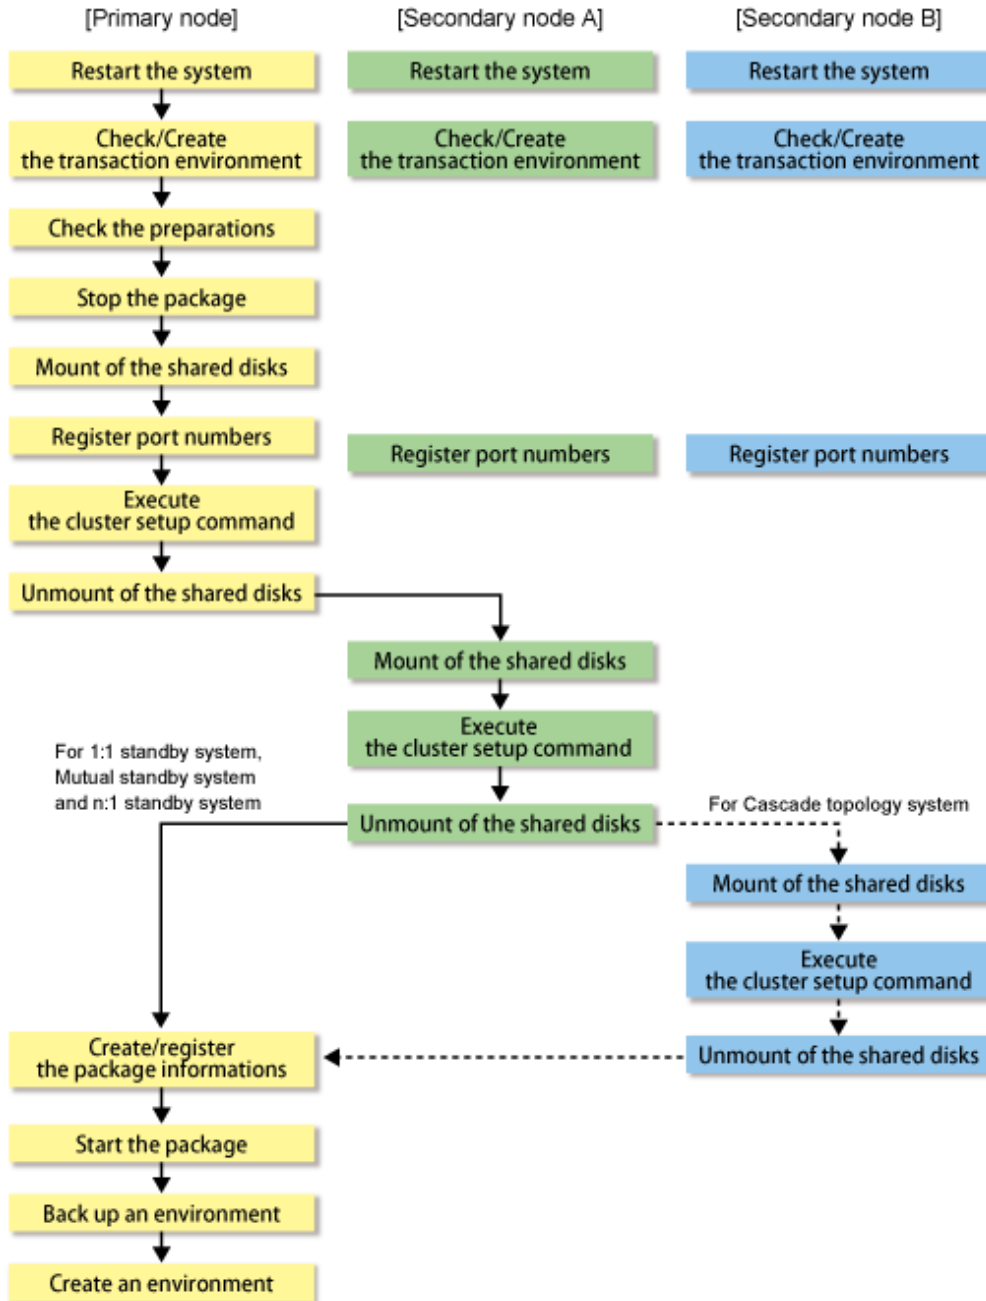 [Primary node] [Secondary node A] [Secondary node B]
Restart the system Restart the system Restart the system
Check/Create Check/Create Check/Create
the transaction environment the transaction environment the transaction environment
Check the preparations
Stop the package
Mount of the shared disks
Register port numbers
Register port numbers Register port numbers
Execute
the cluster setup command
Unmount of the shared disks
Mount of the shared disks
Execute
the cluster setup command
For 1:1 standby system,
Mutual standby system
and n:1 standby system
Unmount of the shared disks
For Cascade topology system
Mount of the shared disks
Execute
the cluster setup command
Unmount of the shared disks
Create/register
the package informations
Start the package
Back up an environment
Create an environment